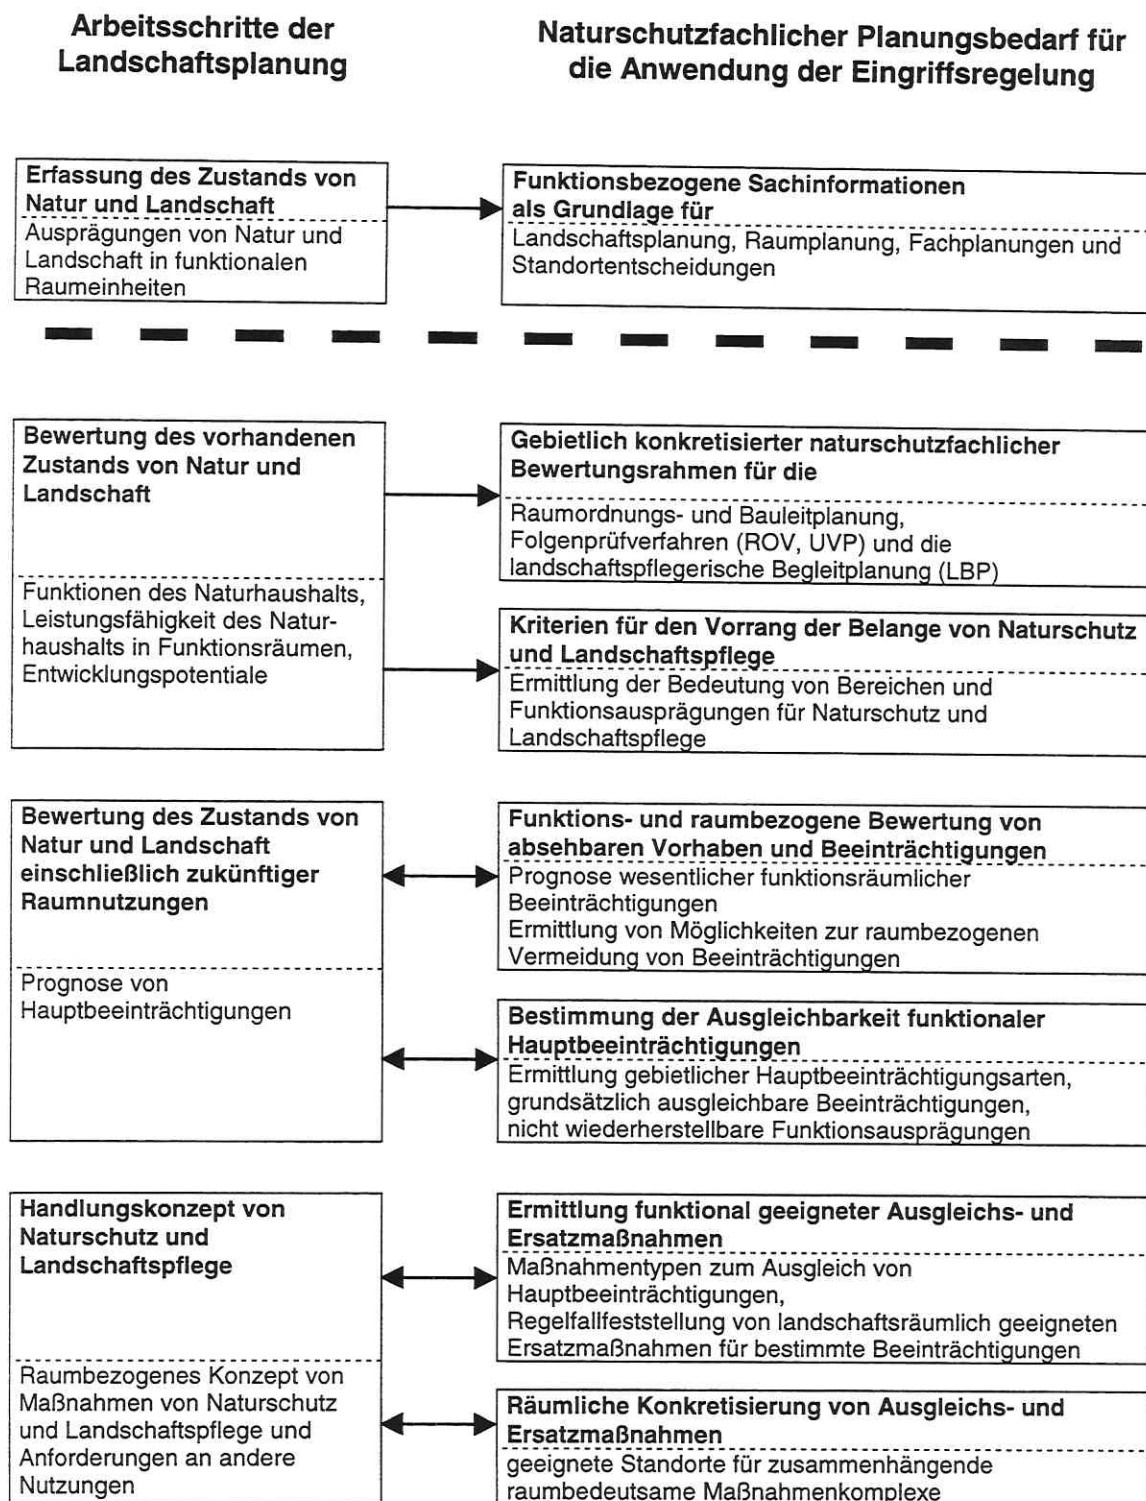 Arbeitsschritte der
Landschaftsplanung
Naturschutzfachlicher Planungsbedarf für
die Anwendung der Eingriffsregelung
Erfassung des Zustands von
Natur und Landschaft
Ausprägungen von Natur und
Landschaft in funktionalen
Raumeinheiten
Funktionsbezogene Sachinformationen
als Grundlage für
Landschaftsplanung, Raumplanung, Fachplanungen und
Standortentscheidungen
Bewertung des vorhandenen
Zustands von Natur und
Landschaft
Funktionen des Naturhaushalts,
Leistungsfähigkeit des Natur-
haushalts in Funktionsräumen,
Entwicklungspotentiale
Gebietlich konkretisierter naturschutzfachlicher
Bewertungsrahmen für die
Raumordnungs- und Bauleitplanung,
Folgenprüfverfahren (ROV, UVP) und die
landschaftspflegerische Begleitplanung (LBP)
Kriterien für den Vorrang der Belange von Naturschutz
und Landschaftspflege
Ermittlung der Bedeutung von Bereichen und
Funktionsausprägungen für Naturschutz und
Landschaftspflege
Bewertung des Zustands von
Natur und Landschaft
einschließlich zukünftiger
Raumnutzungen
Prognose von
Hauptbeeinträchtigungen
Funktions- und raumbezogene Bewertung von
absehbaren Vorhaben und Beeinträchtigungen
Prognose wesentlicher funktionsräumlicher
Beeinträchtigungen
Ermittlung von Möglichkeiten zur raumbezogenen
Vermeidung von Beeinträchtigungen
Bestimmung der Ausgleichbarkeit funktionaler
Hauptbeeinträchtigungen
Ermittlung gebietlicher Hauptbeeinträchtigungsarten,
grundsätzlich ausgleichbare Beeinträchtigungen,
nicht wiederherstellbare Funktionsausprägungen
Handlungskonzept von
Naturschutz und
Landschaftspflege
Raumbezogenes Konzept von
Maßnahmen von Naturschutz
und Landschaftspflege und
Anforderungen an andere
Nutzungen
Ermittlung funktional geeigneter Ausgleichs- und
Ersatzmaßnahmen
Maßnahmentypen zum Ausgleich von
Hauptbeeinträchtigungen,
Regelfallfeststellung von landschaftsräumlich geeigneten
Ersatzmaßnahmen für bestimmte Beeinträchtigungen
Räumliche Konkretisierung von Ausgleichs- und
Ersatzmaßnahmen
geeignete Standorte für zusammenhängende
raumbedeutsame Maßnahmenkomplexe